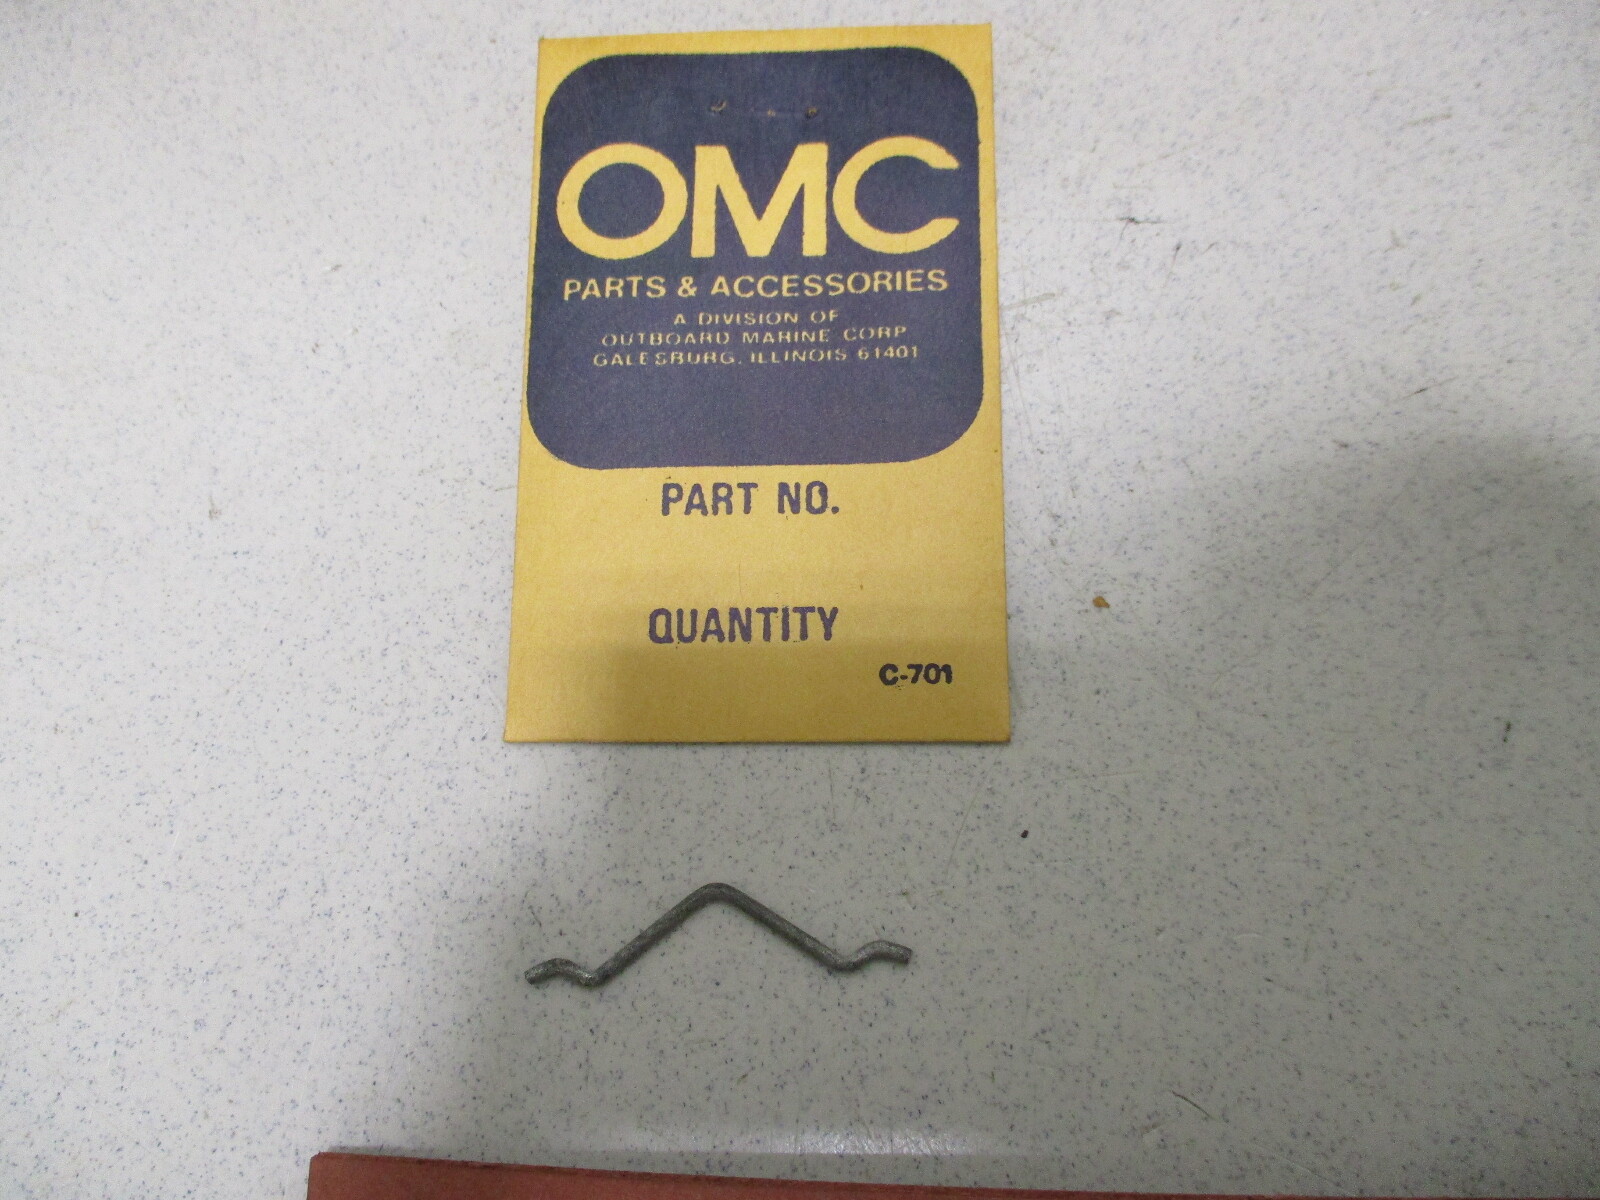 OMC
PARTS & ACCESSORIES
A DIVISION OF
OUTBOARD MARINE CORP
GALESBURG, ILLINOIS 61401
PART NO.
QUANTITY
C-701